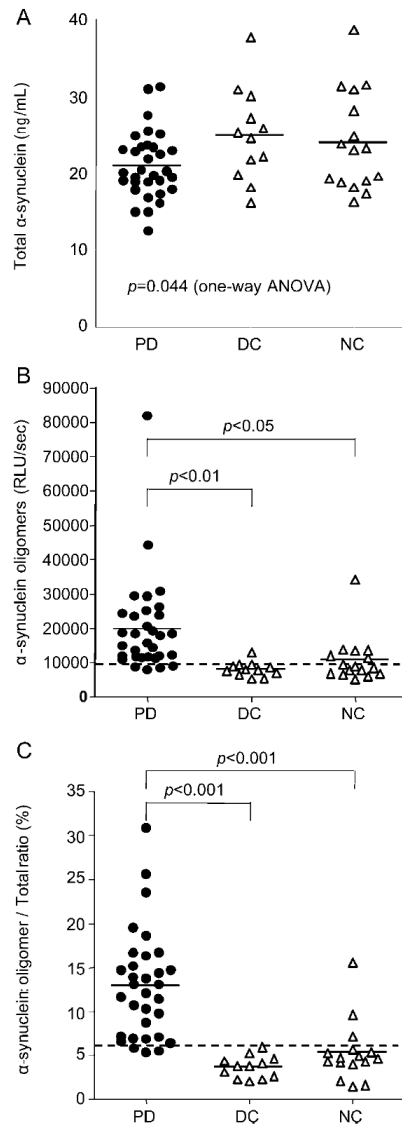 A
Total α-synuclein (ng/mL)
40
30
20
10
0
p=0.044 (one-way ANOVA)
PD DC NC
B
α-synuclein oligomers (RLU/sec)
90000
80000
70000
60000
50000
40000
30000
20000
10000
0
p<0.05
p<0.01
PD DC NC
C
α-synuclein: oligomer / Total ratio (%)
35
30
25
20
15
10
5
0
p<0.001
p<0.001
PD DC NC